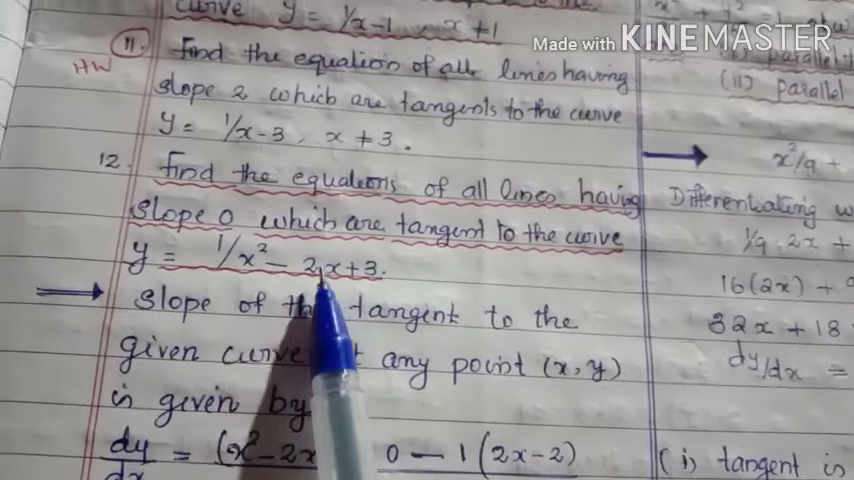 curve y = 1/x-1, x ≠ 1
Made with KINEMASTER
11. Find the equation of all lines having
HW
slope 2 which are tangents to the curve
y = 1/x-3, x ≠ 3.
12. Find the equations of all lines having
slope 0 which are tangent to the curve
y = 1/x² - 2x+3.
→ Slope of the tangent to the
given curve at any point (x, y)
is given by
dy/dx = (x²-2x 0 - 1(2x-2)
(i) parallel
(ii) parallel
→ x²/9 +
Differentiating w
1/9 . 2x +
16(2x) +
32x + 18
dy/dx =
(i) tangent is